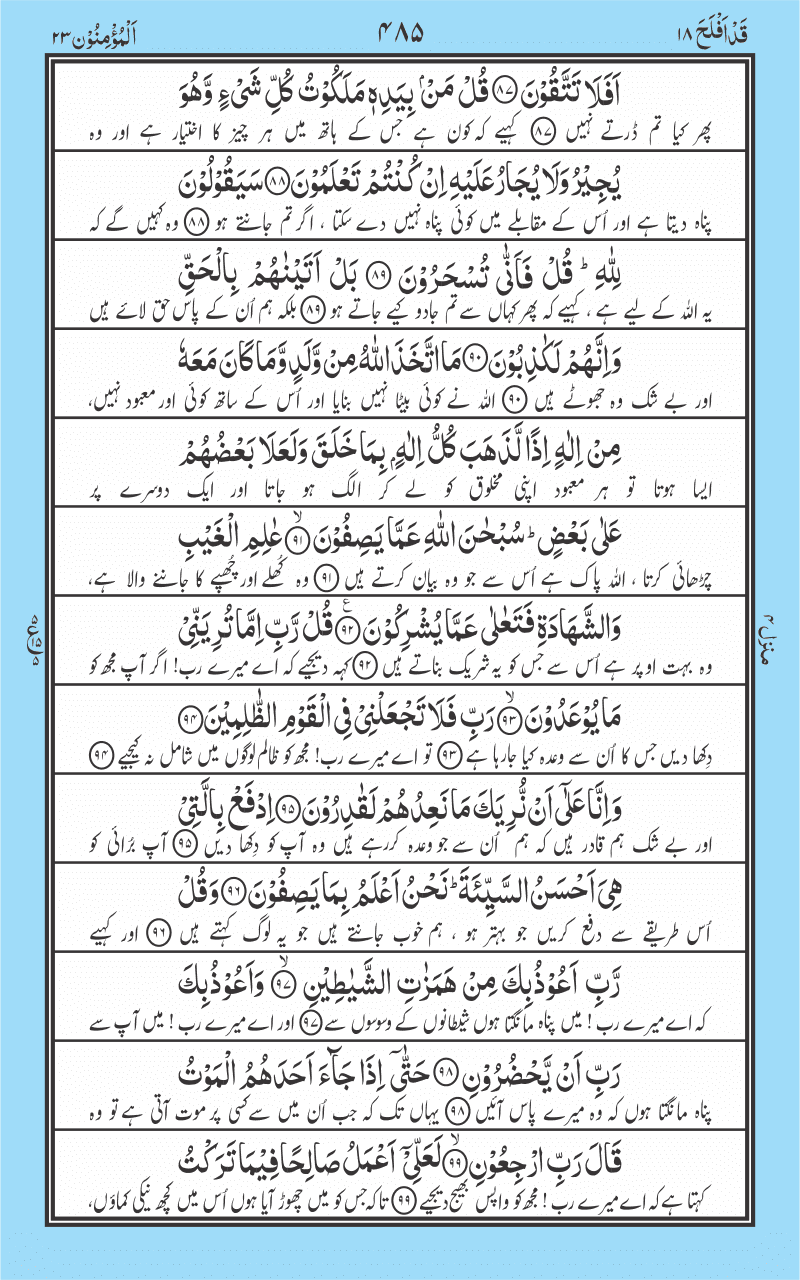 قَدْ اَفْلَحَ ١٨
۴۸۵
اَلْمُؤْمِنُوْن ٢٣
اَفَلَا تَتَّقُوْنَ ﴿٨٧﴾ قُلْ مَنْۢ بِيَدِهٖ مَلَكُوْتُ كُلِّ شَیْءٍ وَّهُوَ
پھر کیا تم ڈرتے نہیں ﴿٨٧﴾ کہیے کہ کون ہے جس کے ہاتھ میں ہر چیز کا اختیار ہے اور وہ
يُجِيْرُ وَلَا يُجَارُ عَلَيْهِ اِنْ كُنْتُمْ تَعْلَمُوْنَ ﴿٨٨﴾ سَيَقُوْلُوْنَ
پناہ دیتا ہے اور اُس کے مقابلے میں کوئی پناہ نہیں دے سکتا ، اگر تم جانتے ہو ﴿٨٨﴾ وہ کہیں گے کہ
لِلّٰهِ ؕ قُلْ فَاَنّٰی تُسْحَرُوْنَ ﴿٨٩﴾ بَلْ اَتَيْنٰهُمْ بِالْحَقِّ
یہ اللہ کے لیے ہے ، کہیے کہ پھر کہاں سے تم جادو کیے جاتے ہو ﴿٨٩﴾ بلکہ ہم اُن کے پاس حق لائے ہیں
وَاِنَّهُمْ لَكٰذِبُوْنَ ﴿٩٠﴾ مَا اتَّخَذَ اللّٰهُ مِنْ وَّلَدٍ وَّمَا كَانَ مَعَهٗ
اور بے شک وہ جھوٹے ہیں ﴿٩٠﴾ اللہ نے کوئی بیٹا نہیں بنایا اور اُس کے ساتھ کوئی اور معبود نہیں،
مِنْ اِلٰهٍ اِذًا لَّذَهَبَ كُلُّ اِلٰهٍۭ بِمَا خَلَقَ وَلَعَلَا بَعْضُهُمْ
ایسا ہوتا تو ہر معبود اپنی مخلوق کو لے کر الگ ہو جاتا اور ایک دوسرے پر
عَلٰی بَعْضٍ ؕ سُبْحٰنَ اللّٰهِ عَمَّا يَصِفُوْنَ ﴿٩١﴾ۙ عٰلِمِ الْغَيْبِ
چڑھائی کرتا ، اللہ پاک ہے اُس سے جو وہ بیان کرتے ہیں ﴿٩١﴾ وہ کُھلے اور چُھپے کا جاننے والا ہے،
وَالشَّهَادَةِ فَتَعٰلٰی عَمَّا يُشْرِكُوْنَ ﴿٩٢﴾ۧ قُلْ رَّبِّ اِمَّا تُرِيَنِّیْ
وہ بہت اوپر ہے اُس سے جس کو یہ شریک بناتے ہیں ﴿٩٢﴾ کہہ دیجیے کہ اے میرے رب! اگر آپ مجھ کو
مَا يُوْعَدُوْنَ ﴿٩٣﴾ۙ رَبِّ فَلَا تَجْعَلْنِیْ فِی الْقَوْمِ الظّٰلِمِيْنَ ﴿٩٤﴾
دِکھا دیں جس کا اُن سے وعدہ کیا جارہا ہے ﴿٩٣﴾ تو اے میرے رب! مجھ کو ظالم لوگوں میں شامل نہ کیجیے ﴿٩٤﴾
وَاِنَّا عَلٰۤی اَنْ نُّرِيَكَ مَا نَعِدُهُمْ لَقٰدِرُوْنَ ﴿٩٥﴾ اِدْفَعْ بِالَّتِیْ
اور بے شک ہم قادر ہیں کہ ہم اُن سے جو وعدہ کررہے ہیں وہ آپ کو دِکھا دیں ﴿٩٥﴾ آپ بُرائی کو
هِیَ اَحْسَنُ السَّيِّئَةَ ؕ نَحْنُ اَعْلَمُ بِمَا يَصِفُوْنَ ﴿٩٦﴾ وَقُلْ
اُس طریقے سے دفع کریں جو بہتر ہو ، ہم خوب جانتے ہیں جو یہ لوگ کہتے ہیں ﴿٩٦﴾ اور کہیے
رَّبِّ اَعُوْذُ بِكَ مِنْ هَمَزٰتِ الشَّيٰطِيْنِ ﴿٩٧﴾ۙ وَاَعُوْذُ بِكَ
کہ اے میرے رب ! میں پناہ مانگتا ہوں شیطانوں کے وسوسوں سے ﴿٩٧﴾ اور اے میرے رب ! میں آپ سے
رَبِّ اَنْ يَّحْضُرُوْنِ ﴿٩٨﴾ حَتّٰۤی اِذَا جَآءَ اَحَدَهُمُ الْمَوْتُ
پناہ مانگتا ہوں کہ وہ میرے پاس آئیں ﴿٩٨﴾ یہاں تک کہ جب اُن میں سے کسی پر موت آتی ہے تو وہ
قَالَ رَبِّ ارْجِعُوْنِ ﴿٩٩﴾ۙ لَعَلِّیْۤ اَعْمَلُ صَالِحًا فِيْمَا تَرَكْتُ
کہتا ہے کہ اے میرے رب ! مجھ کو واپس بھیج دیجیے ﴿٩٩﴾ تاکہ جس کو میں چھوڑ آیا ہوں اُس میں کچھ نیکی کماؤں،
منزل ۴